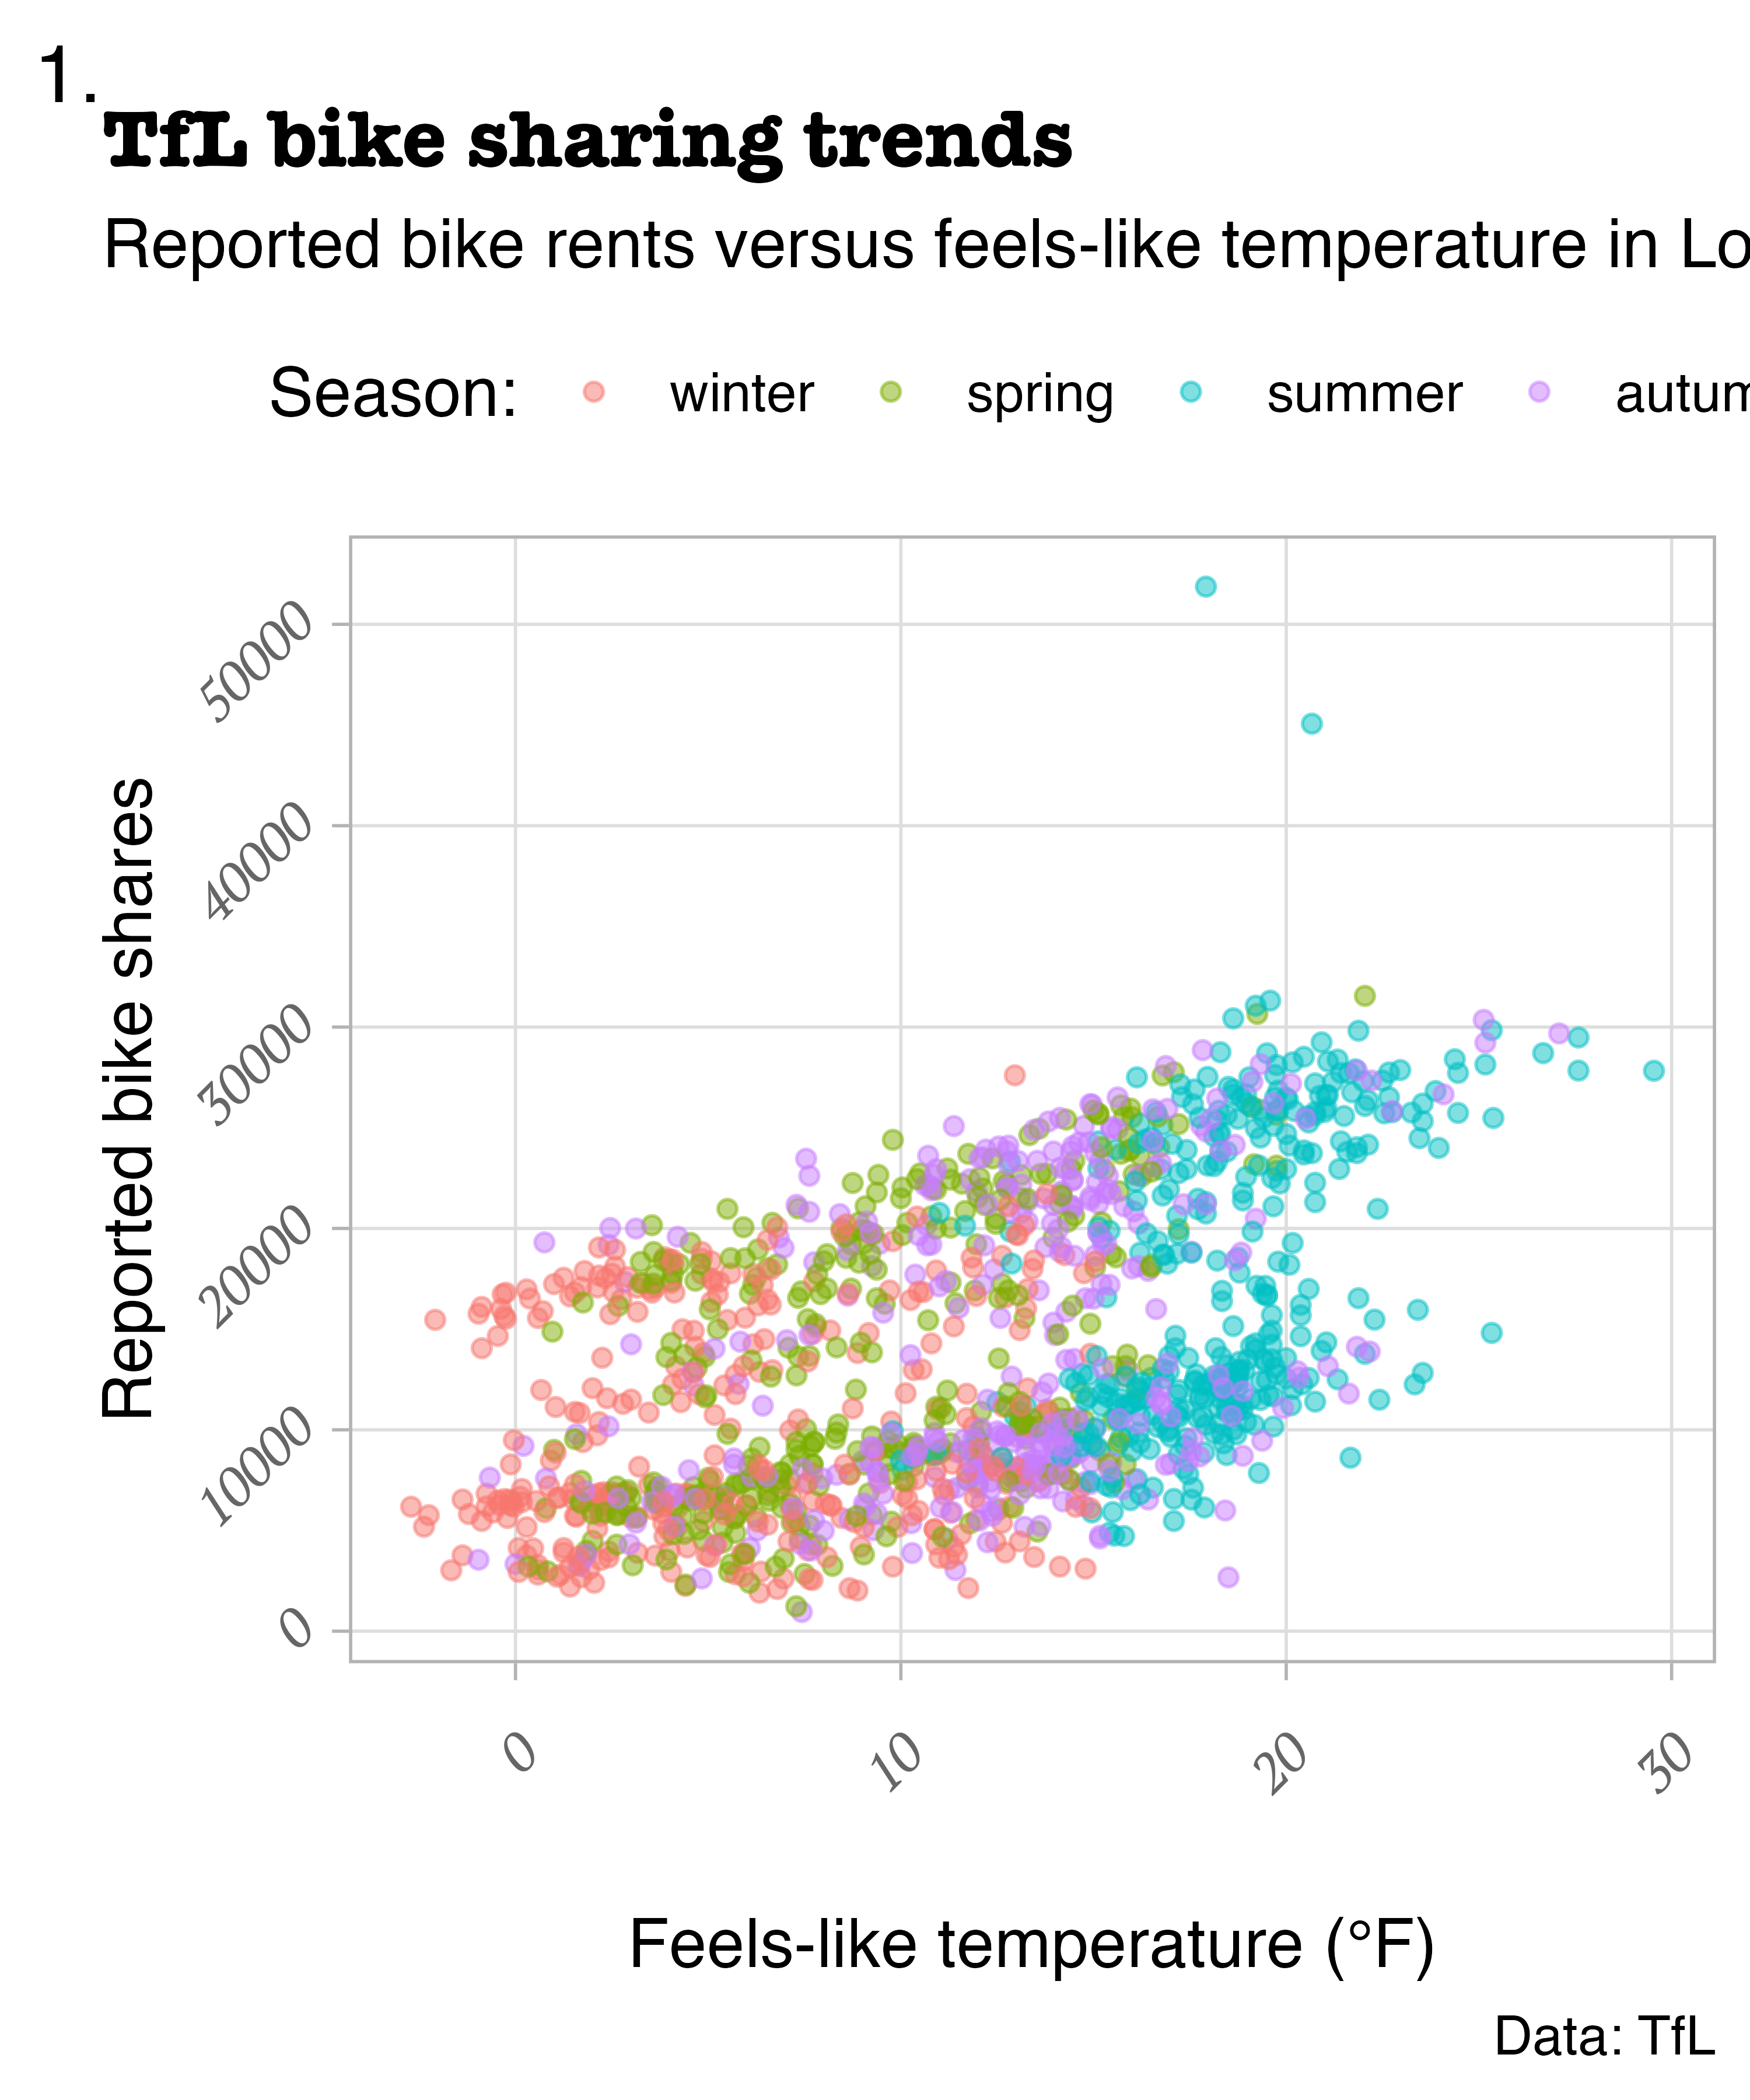 1.
TfL bike sharing trends
Reported bike rents versus feels-like temperature in Lo
Season: winter spring summer autum
Reported bike shares
50000
40000
30000
20000
10000
0
0 10 20 30
Feels-like temperature (°F)
Data: TfL